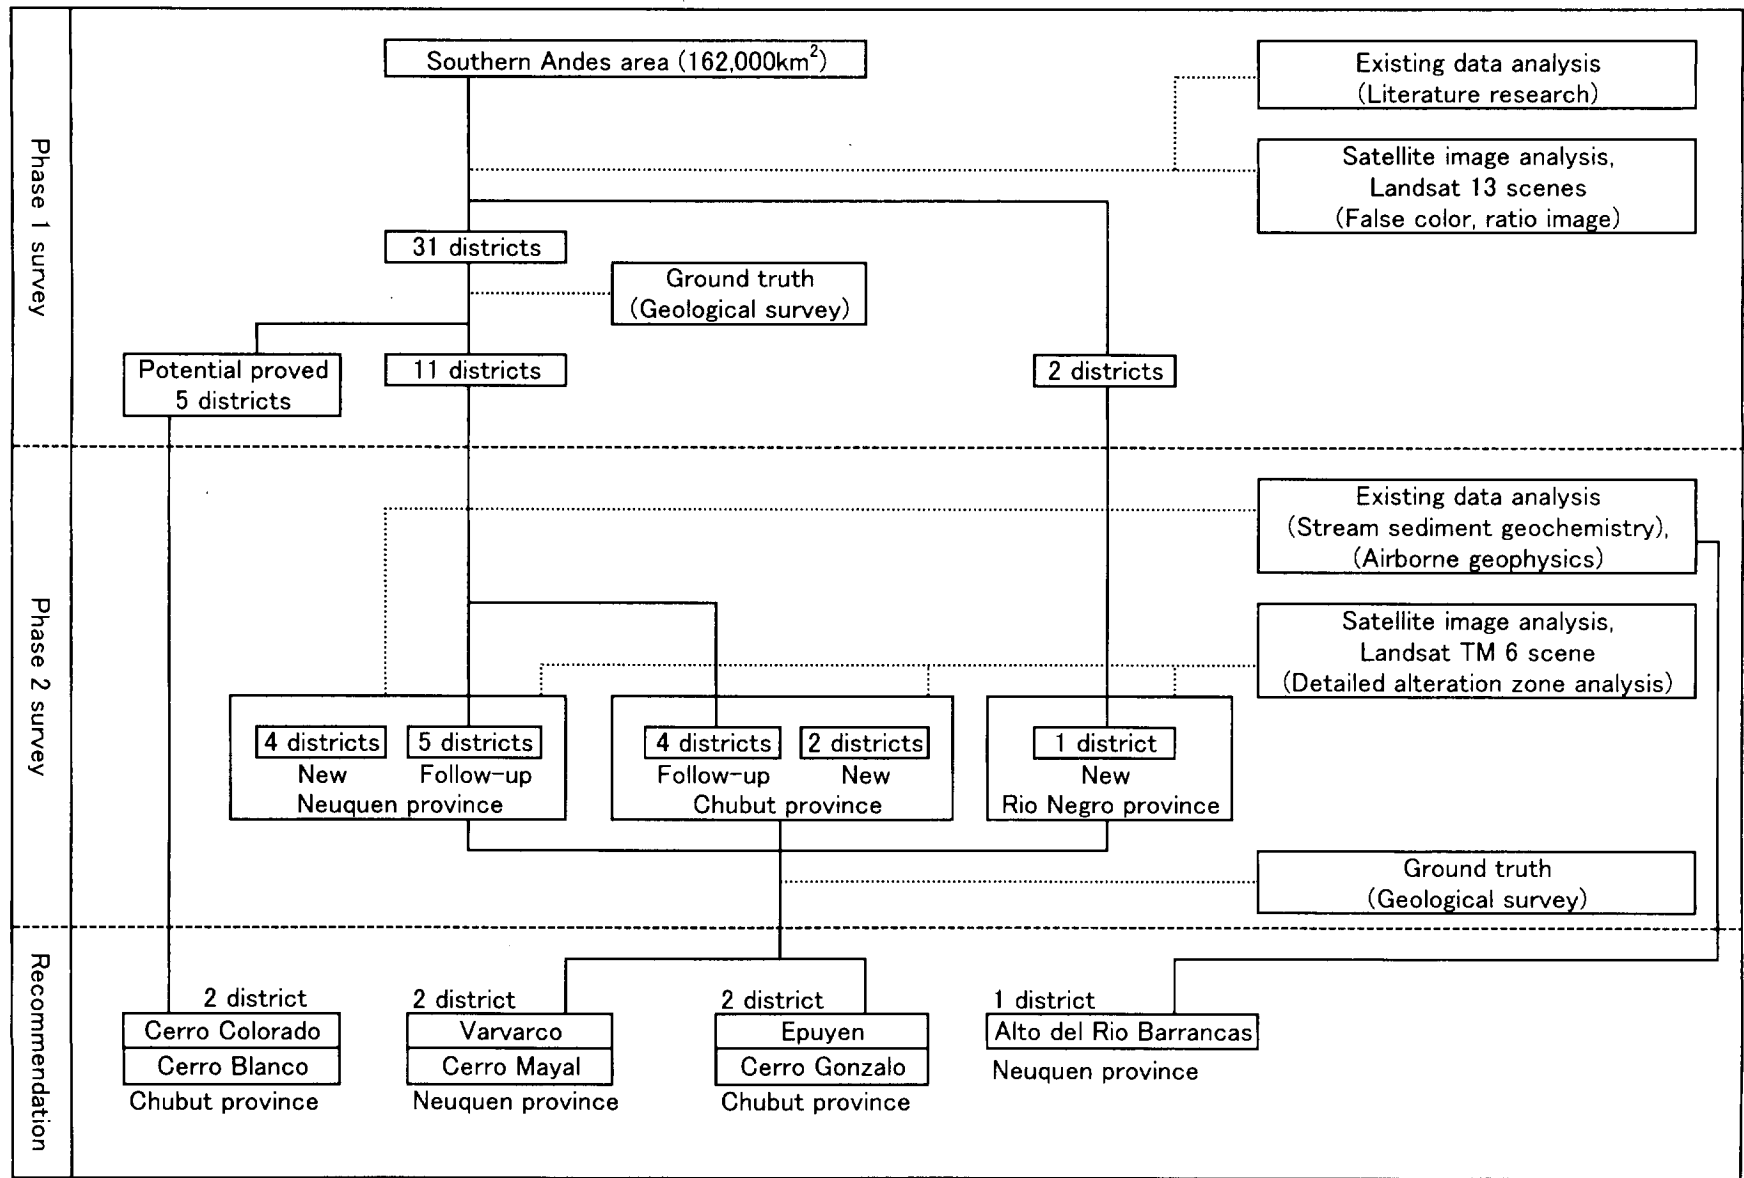 Phase 1 survey
Southern Andes area (162,000km²)
Existing data analysis
(Literature research)
Satellite image analysis,
Landsat 13 scenes
(False color, ratio image)
31 districts
Ground truth
(Geological survey)
Potential proved
5 districts
11 districts
2 districts
Phase 2 survey
Existing data analysis
(Stream sediment geochemistry),
(Airborne geophysics)
Satellite image analysis,
Landsat TM 6 scene
(Detailed alteration zone analysis)
4 districts
New
5 districts
Follow-up
Neuquen province
4 districts
Follow-up
2 districts
New
Chubut province
1 district
New
Rio Negro province
Ground truth
(Geological survey)
Recommendation
2 district
Cerro Colorado
Cerro Blanco
Chubut province
2 district
Varvarco
Cerro Mayal
Neuquen province
2 district
Epuyen
Cerro Gonzalo
Chubut province
1 district
Alto del Rio Barrancas
Neuquen province